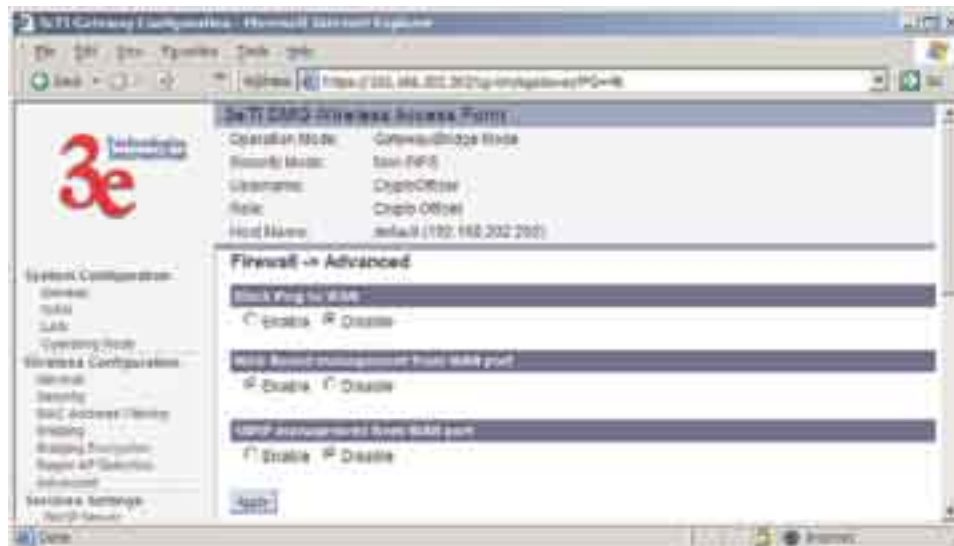 3eTI Gateway Configuration - Microsoft Internet Explorer
File Edit View Favorites Tools Help
Back Address
3e Technologies International
3eTI DMG Wireless Access Point
Operation Mode: Gateway/Bridge Mode
Security Mode: Non-FIPS
Username: CryptoOfficer
Role: Crypto Officer
Host Name: default (192.168.202.
System Configuration
General
WAN
LAN
Operating Mode
Wireless Configuration
General
Security
MAC Address Filtering
Bridging
Bridging Encryption
Rogue AP Detection
Advanced
Services Settings
DHCP Server
Firewall -> Advanced
Block Ping to WAN
Enable Disable
Web Based management from WAN port
Enable Disable
SNMP management from WAN port
Enable Disable
Apply
Done
Internet